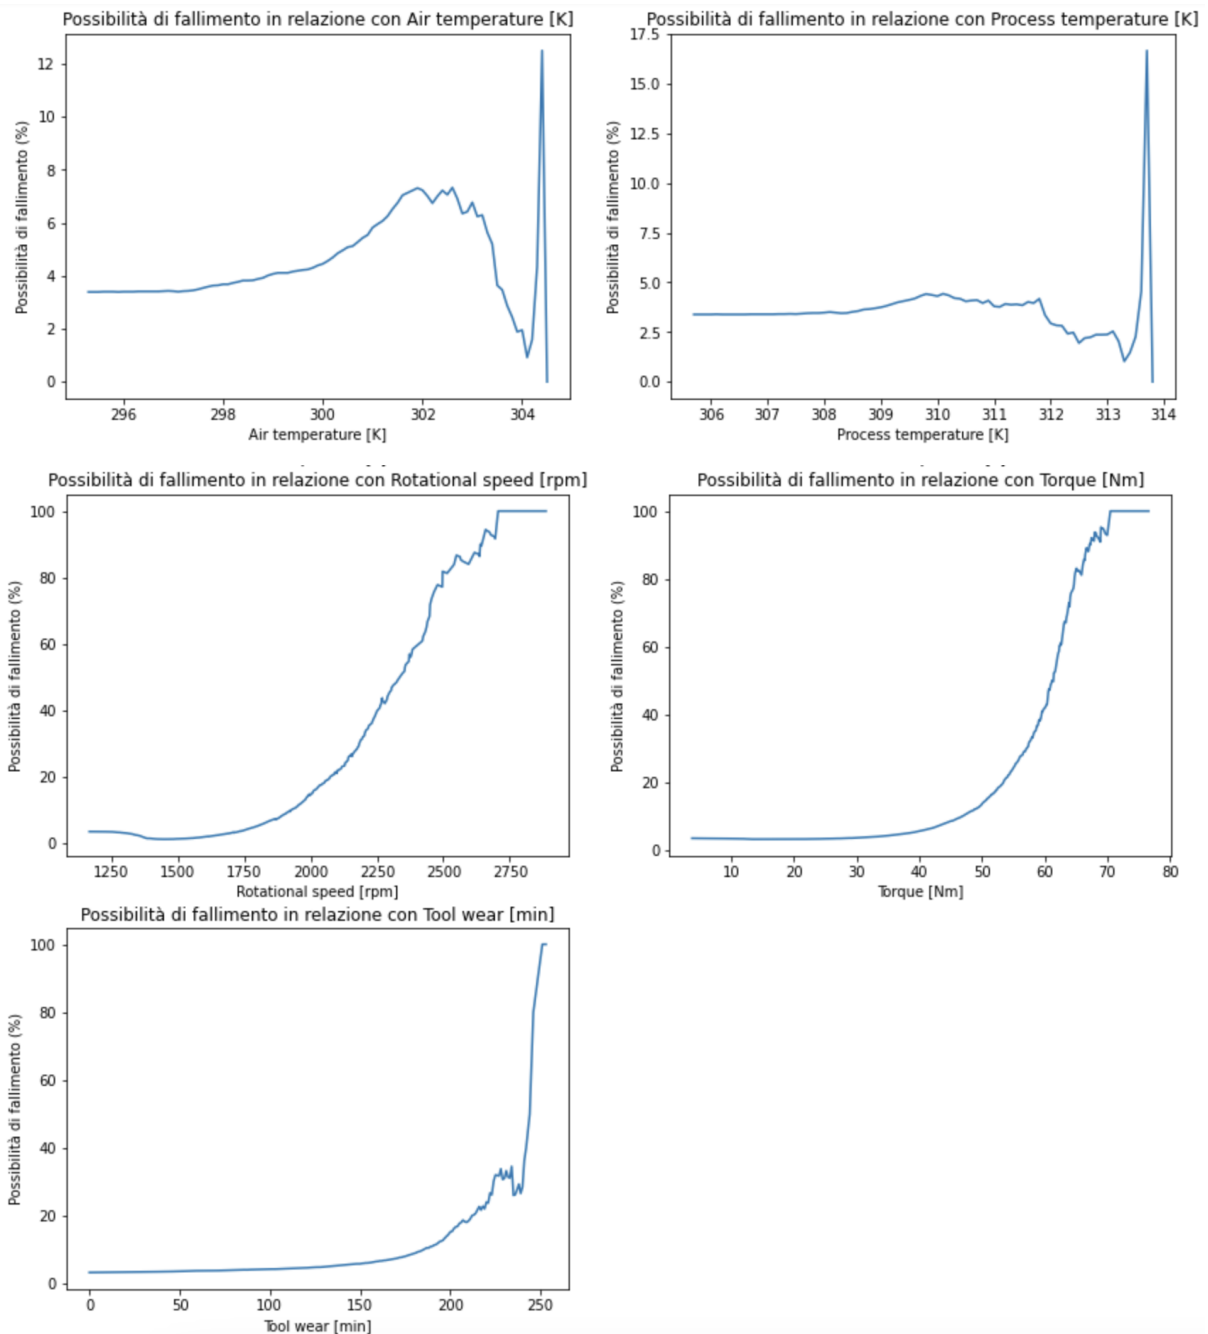 Possibilità di fallimento in relazione con Air temperature [K]
Possibilità di fallimento (%)
12
10
8
6
4
2
0
296 298 300 302 304
Air temperature [K]
Possibilità di fallimento in relazione con Process temperature [K]
Possibilità di fallimento (%)
17.5
15.0
12.5
10.0
7.5
5.0
2.5
0.0
306 307 308 309 310 311 312 313 314
Process temperature [K]
Possibilità di fallimento in relazione con Rotational speed [rpm]
Possibilità di fallimento (%)
100
80
60
40
20
0
1250 1500 1750 2000 2250 2500 2750
Rotational speed [rpm]
Possibilità di fallimento in relazione con Torque [Nm]
Possibilità di fallimento (%)
100
80
60
40
20
0
10 20 30 40 50 60 70 80
Torque [Nm]
Possibilità di fallimento in relazione con Tool wear [min]
Possibilità di fallimento (%)
100
80
60
40
20
0
0 50 100 150 200 250
Tool wear [min]